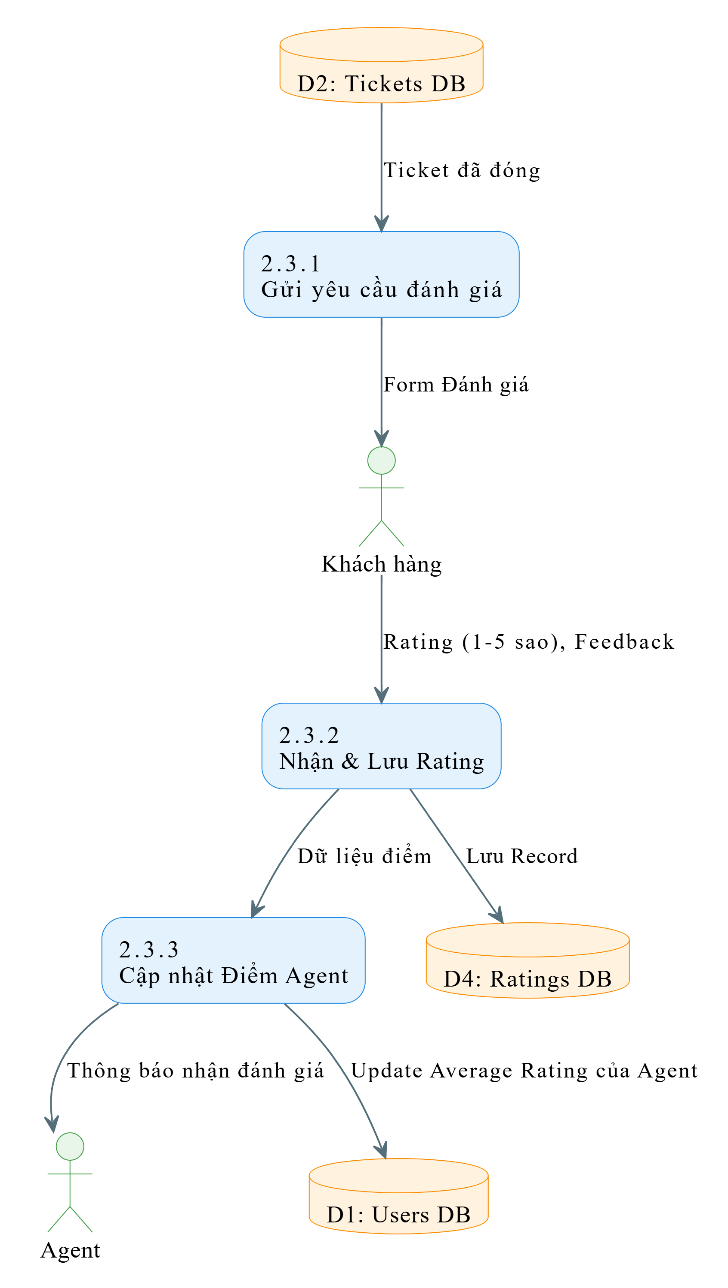 D2: Tickets DB
Ticket đã đóng
2.3.1
Gửi yêu cầu đánh giá
Form Đánh giá
Khách hàng
Rating (1-5 sao), Feedback
2.3.2
Nhận & Lưu Rating
Dữ liệu điểm
Lưu Record
2.3.3
Cập nhật Điểm Agent
D4: Ratings DB
Thông báo nhận đánh giá
Update Average Rating của Agent
Agent
D1: Users DB